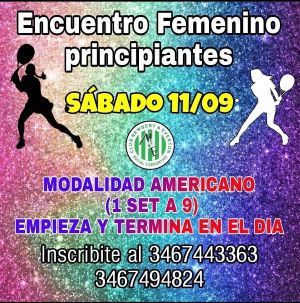 Encuentro Femenino
principiantes
SÁBADO 11/09
MODALIDAD AMERICANO
(1 SET A 9)
EMPIEZA Y TERMINA EN EL DIA
Inscribite al 3467443363
3467494824